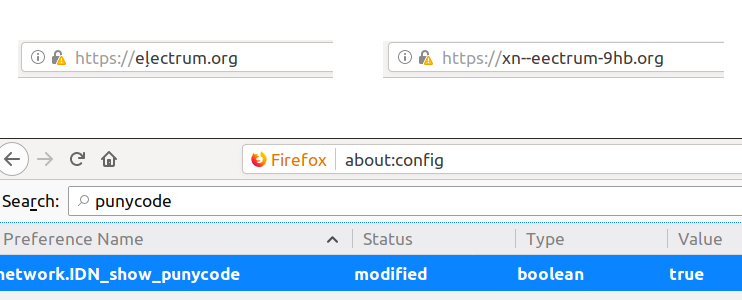 https://eļectrum.org
https://xn--eectrum-9hb.org
Firefox about:config
Search: punycode
Preference Name Status Type Value
network.IDN_show_punycode modified boolean true